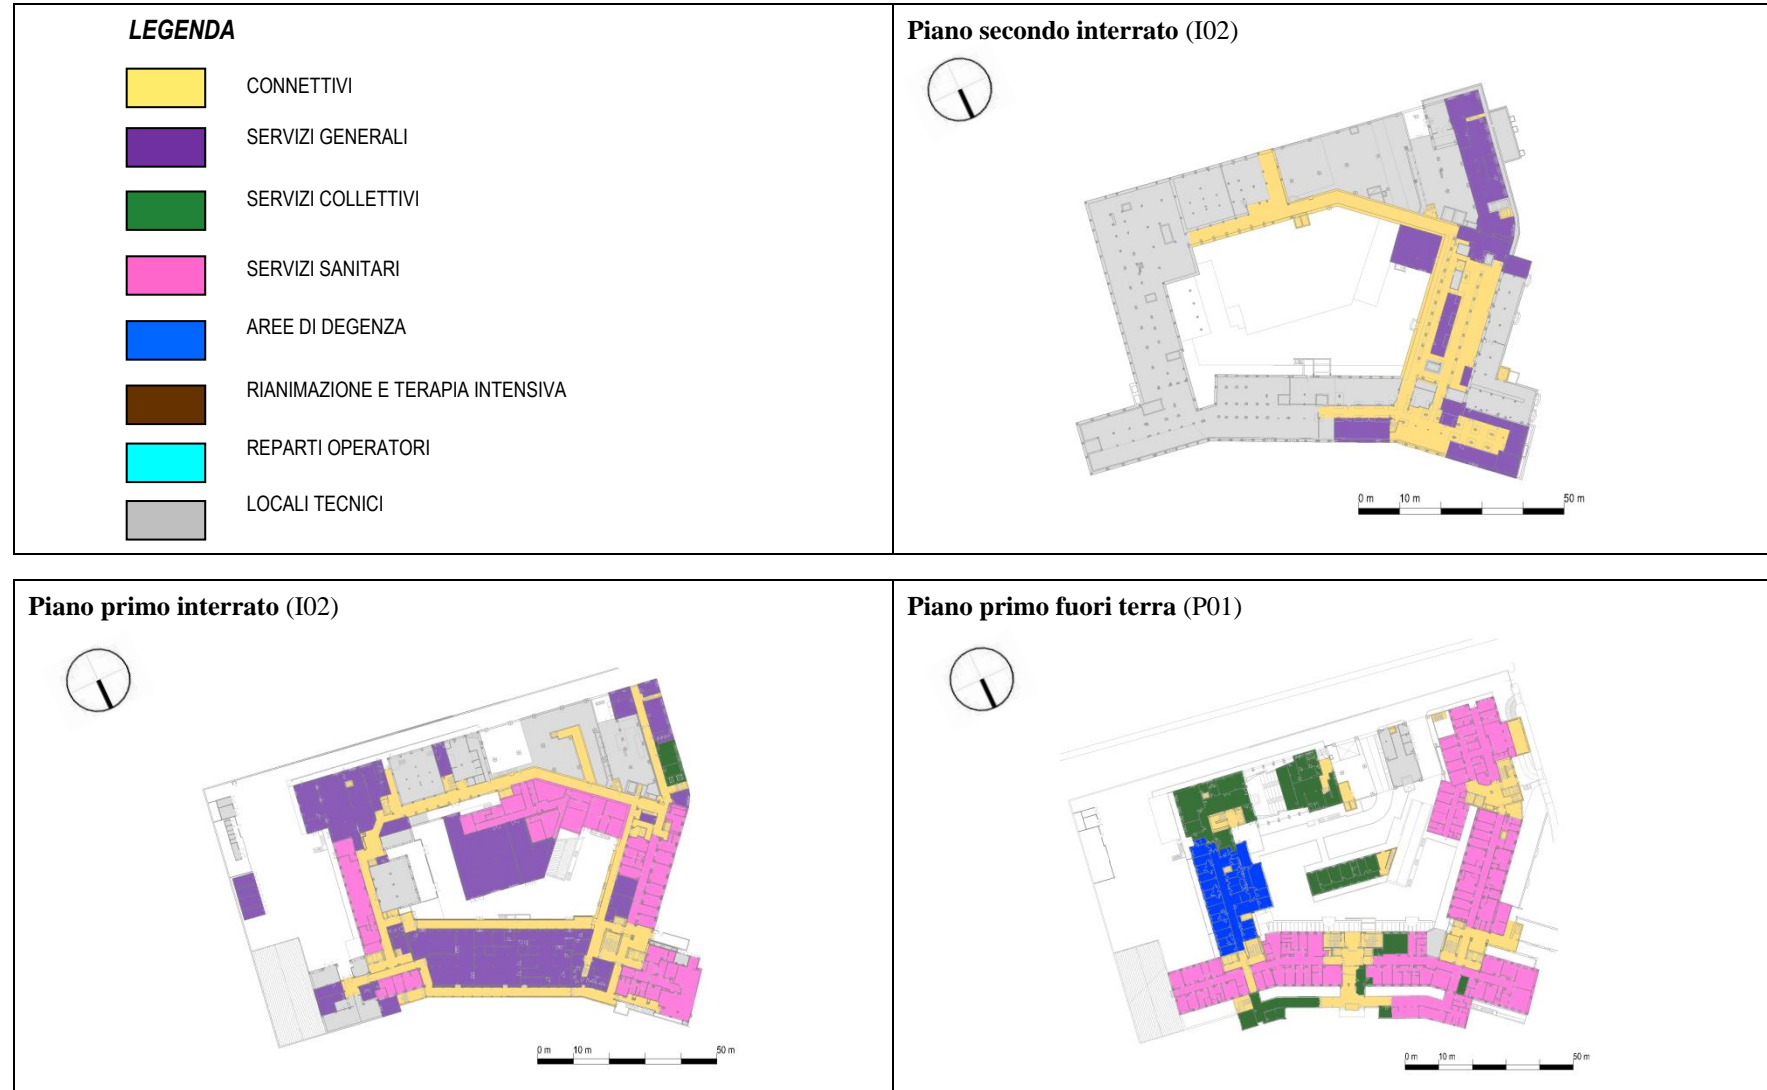 LEGENDA
CONNETTIVI
SERVIZI GENERALI
SERVIZI COLLETTIVI
SERVIZI SANITARI
AREE DI DEGENZA
RIANIMAZIONE E TERAPIA INTENSIVA
REPARTI OPERATORI
LOCALI TECNICI
Piano secondo interrato (I02)
0 m 10 m 50 m
Piano primo interrato (I02)
0 m 10 m 50 m
Piano primo fuori terra (P01)
0 m 10 m 50 m